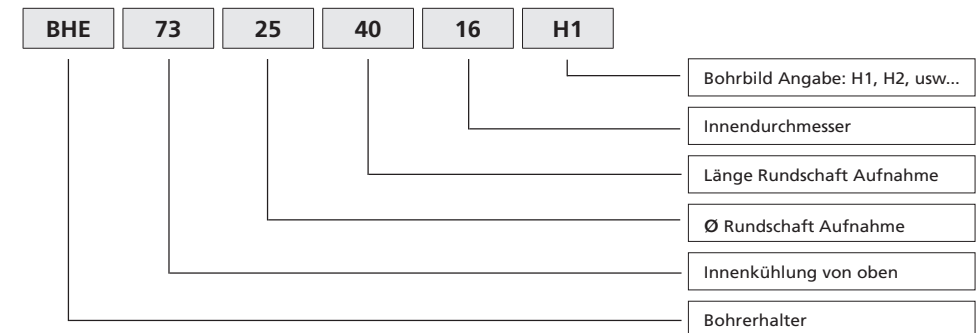 BHE 73 25 40 16 H1
Bohrbild Angabe: H1, H2, usw...
Innendurchmesser
Länge Rundschaft Aufnahme
Ø Rundschaft Aufnahme
Innenkühlung von oben
Bohrerhalter